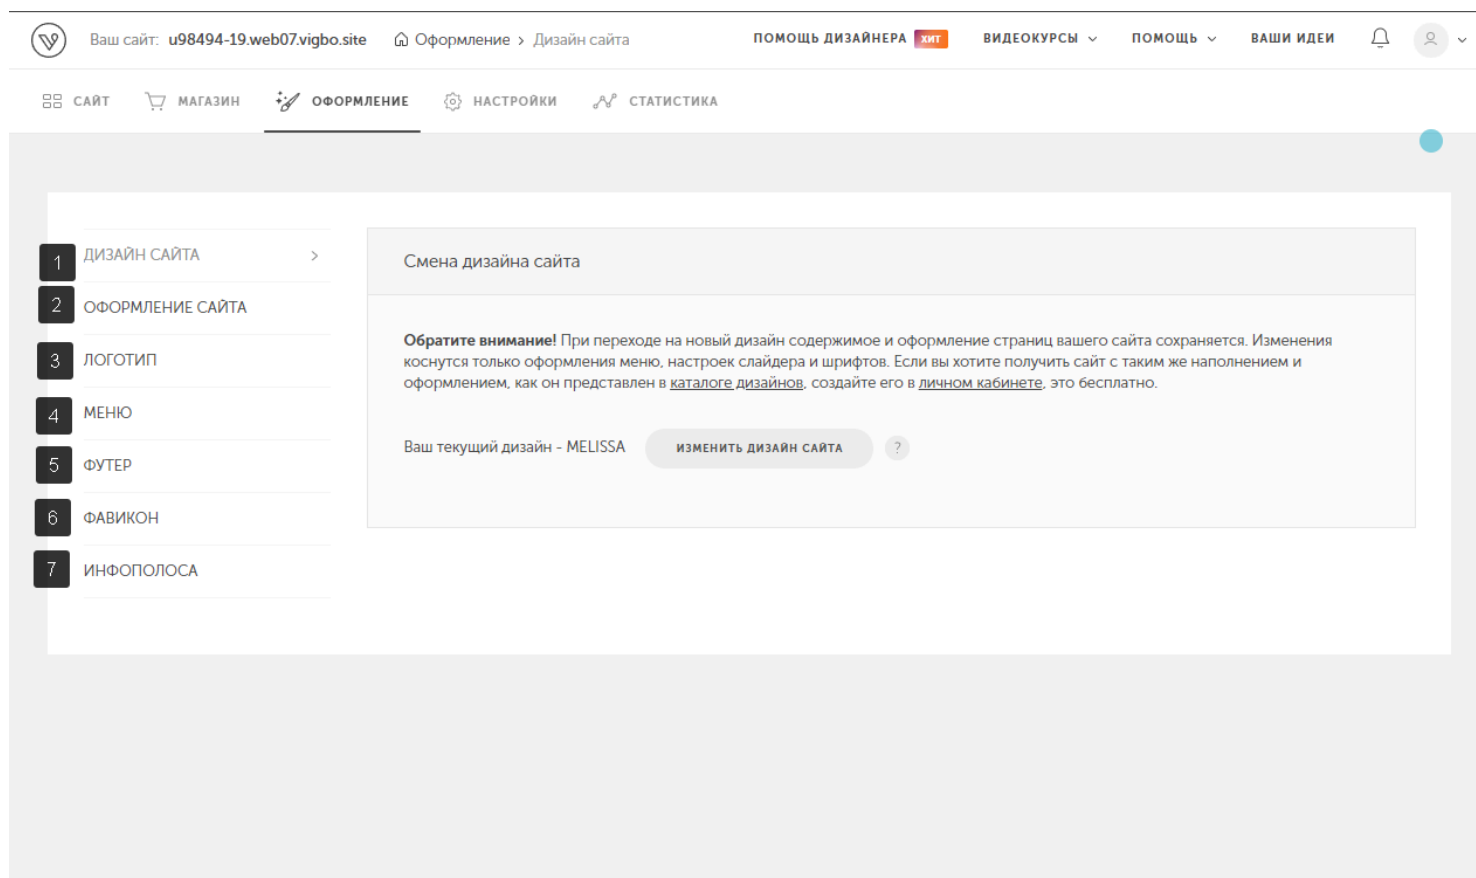 Ваш сайт: u98494-19.web07.vigbo.site Оформление > Дизайн сайта ПОМОЩЬ ДИЗАЙНЕРА ХИТ ВИДЕОКУРСЫ ПОМОЩЬ ВАШИ ИДЕИ
САЙТ МАГАЗИН ОФОРМЛЕНИЕ НАСТРОЙКИ СТАТИСТИКА
1 ДИЗАЙН САЙТА >
2 ОФОРМЛЕНИЕ САЙТА
3 ЛОГОТИП
4 МЕНЮ
5 ФУТЕР
6 ФАВИКОН
7 ИНФОПОЛОСА
Смена дизайна сайта
Обратите внимание! При переходе на новый дизайн содержимое и оформление страниц вашего сайта сохраняется. Изменения
коснутся только оформления меню, настроек слайдера и шрифтов. Если вы хотите получить сайт с таким же наполнением и
оформлением, как он представлен в каталоге дизайнов, создайте его в личном кабинете, это бесплатно.
Ваш текущий дизайн - MELISSA ИЗМЕНИТЬ ДИЗАЙН САЙТА ?